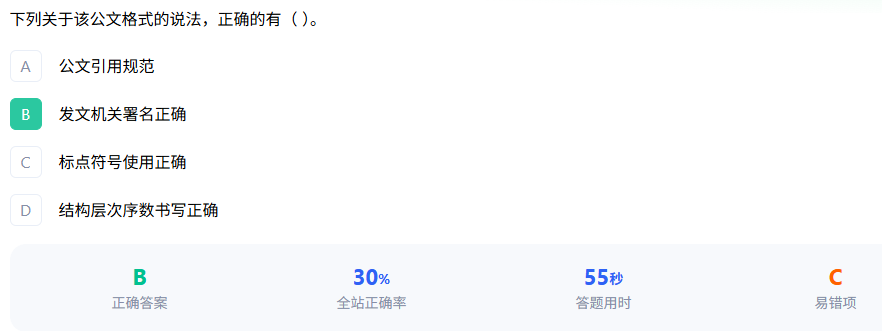 下列关于该公文格式的说法，正确的有（ ）。
A 公文引用规范
B 发文机关署名正确
C 标点符号使用正确
D 结构层次序数书写正确
B 30% 55秒 C
正确答案 全站正确率 答题用时 易错项